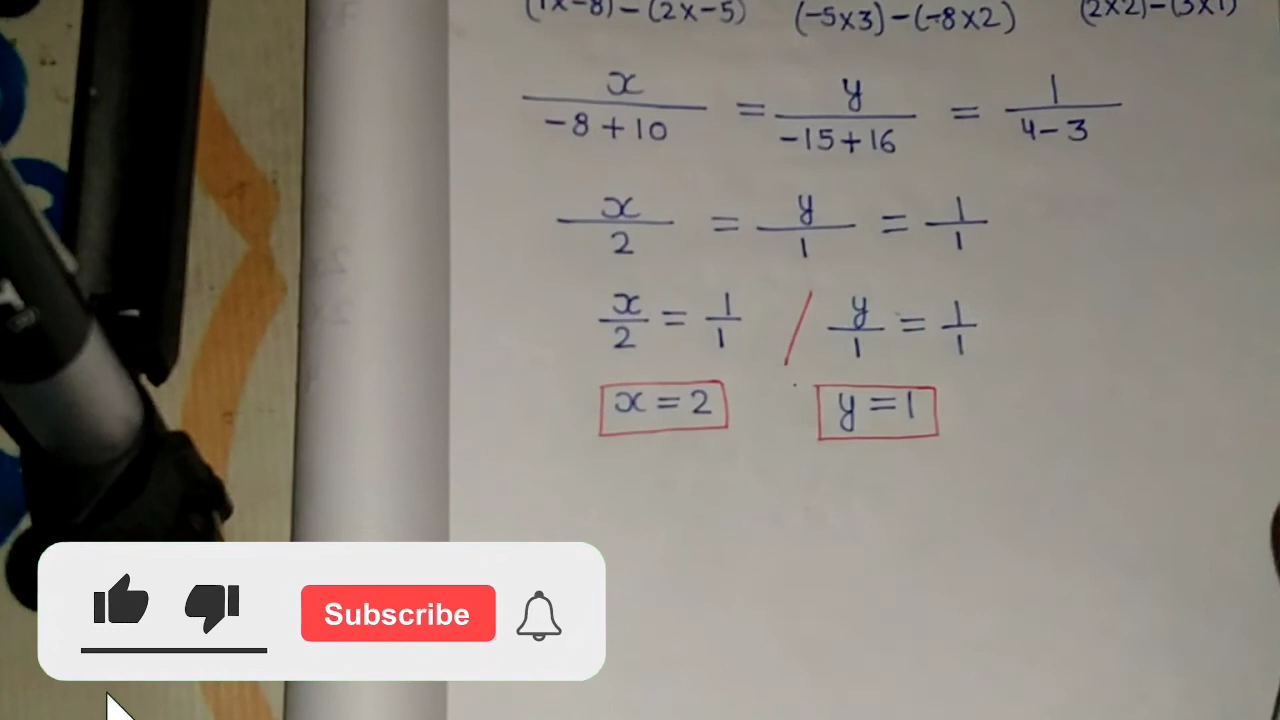 (1x-8)-(2x-5) (-5x3)-(-8x2) (2x2)-(3x1)
x/(-8+10) = y/(-15+16) = 1/(4-3)
x/2 = y/1 = 1/1
x/2 = 1/1 / y/1 = 1/1
x=2 y=1
Subscribe